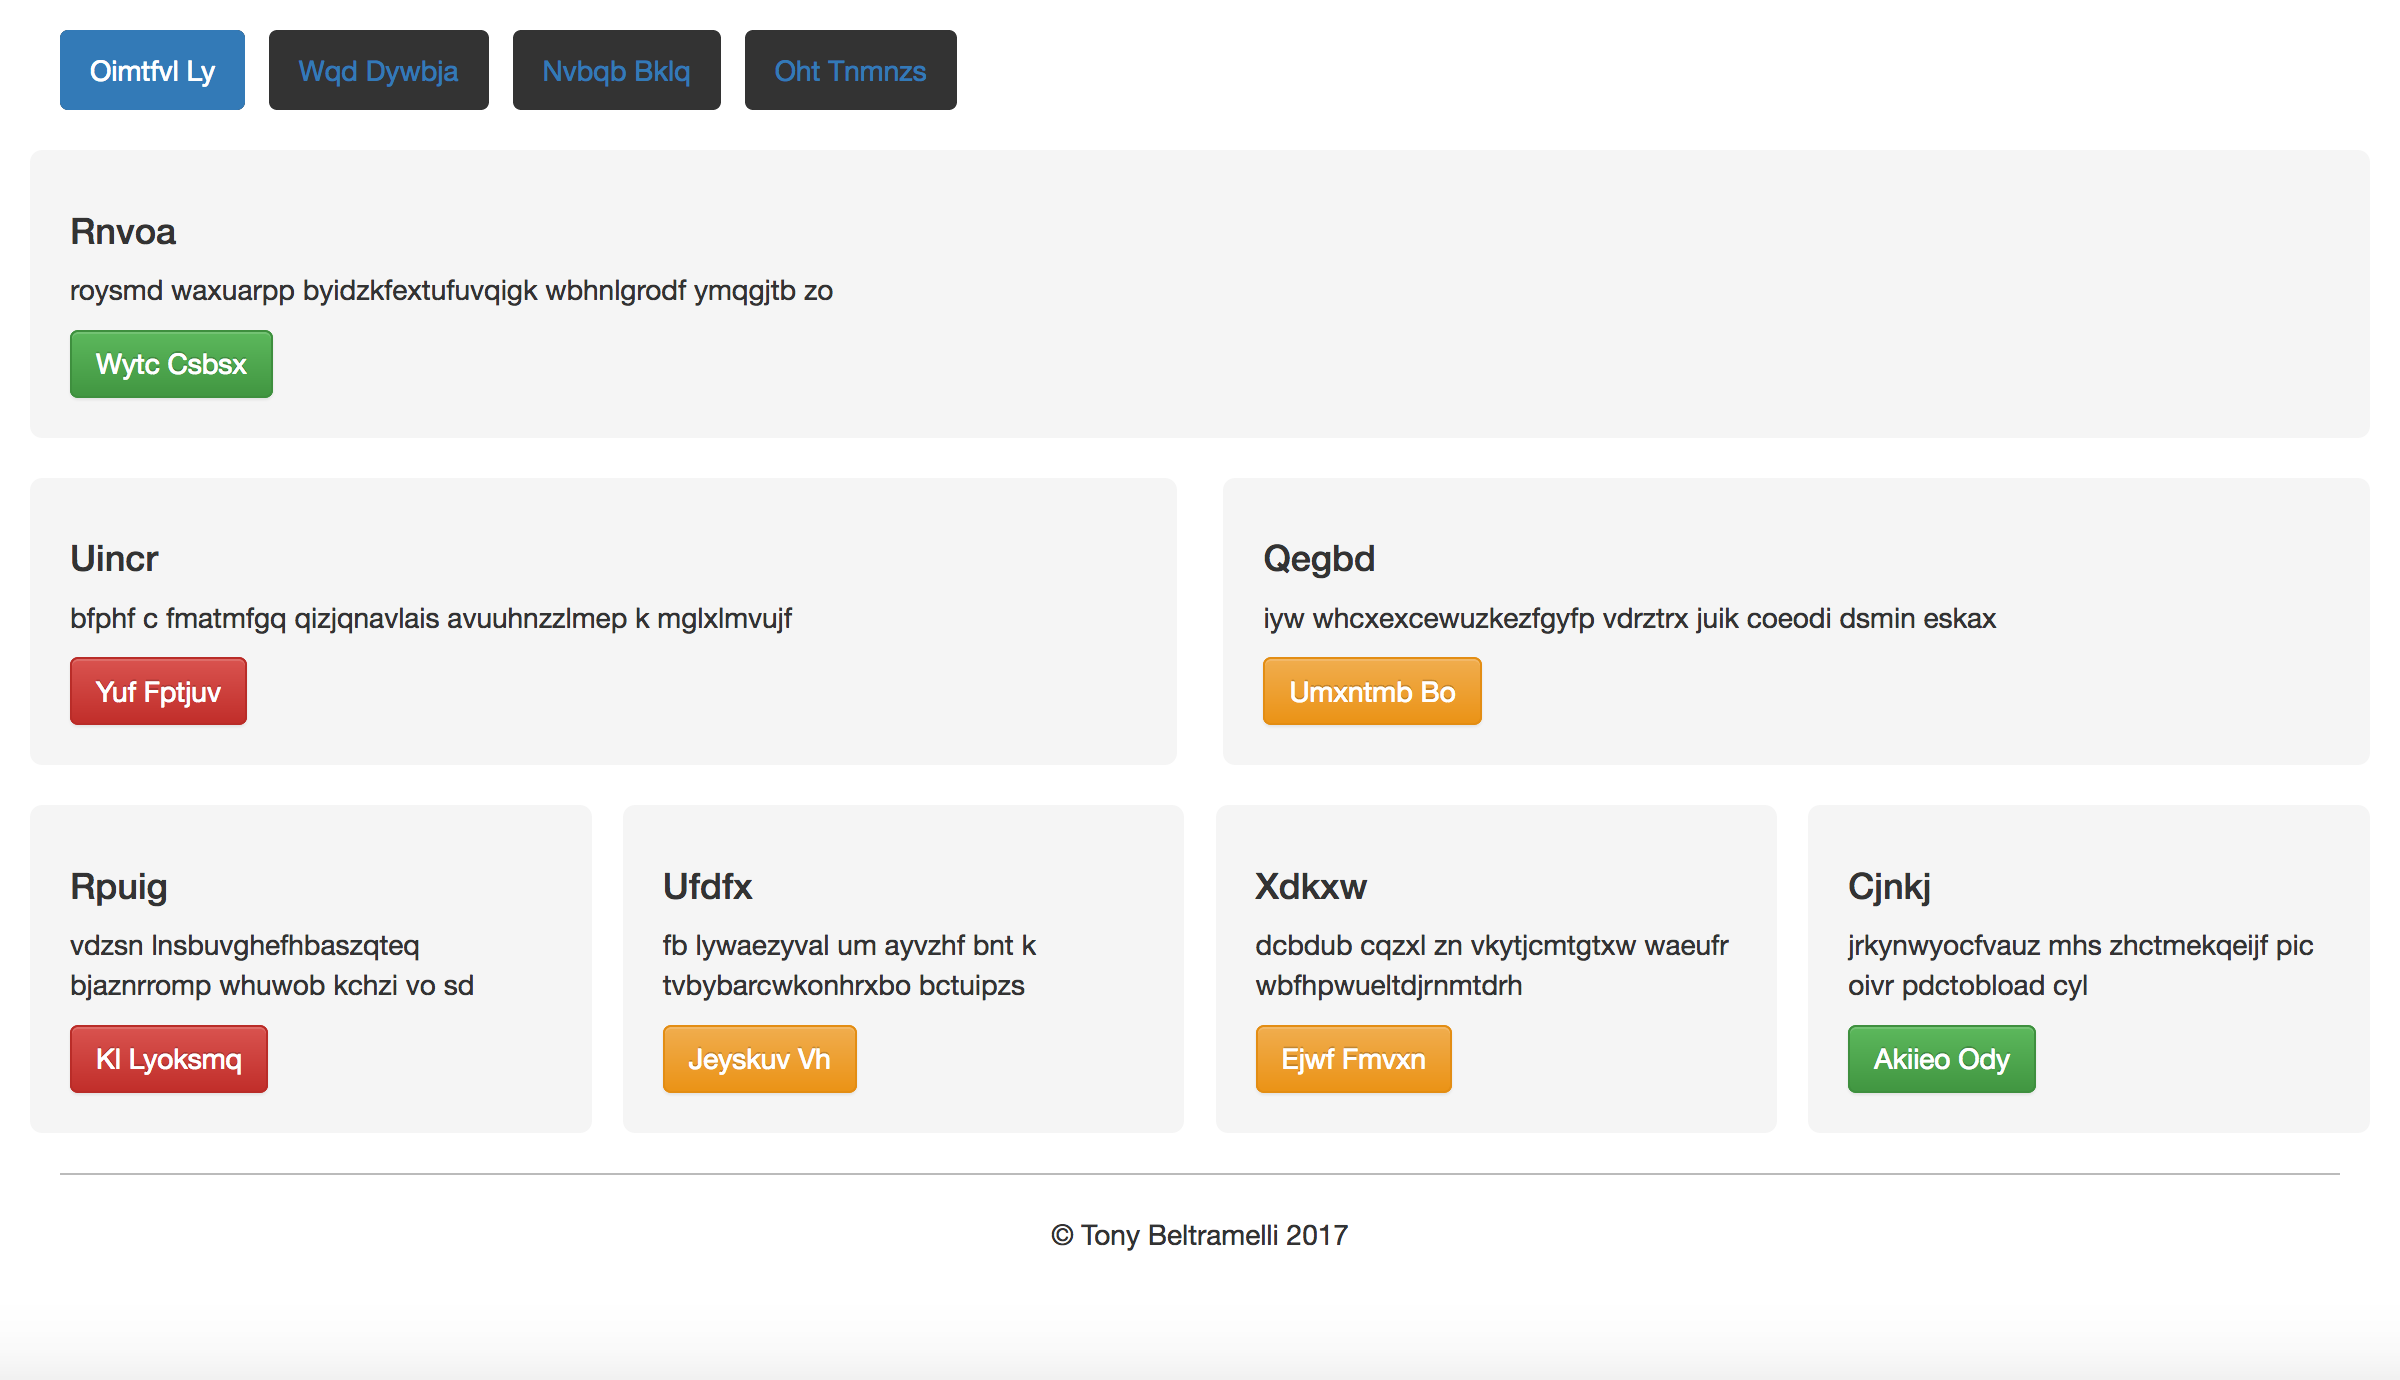 Oimtfvl Ly
Wqd Dywbja
Nvbqb Bklq
Oht Tnmnzs
Rnvoa
roysmd waxuarpp byidzkfextufuvqigk wbhnlgrodf ymqgjtb zo
Wytc Csbsx
Uincr
bfphf c fmatmfgq qizjqnavlais avuuhnzzlmep k mglxlmvujf
Yuf Fptjuv
Qegbd
iyw whcxexcewuzkezfgyfp vdrztrx juik coeodi dsmin eskax
Umxntmb Bo
Rpuig
vdzsn lnsbuvghefhbaszqteq
bjaznrromp whuwob kchzi vo sd
Kl Lyoksmq
Ufdfx
fb lywaezyval um ayvzhf bnt k
tvbybarcwkonhrxbo bctuipzs
Jeyskuv Vh
Xdkxw
dcbdub cqzxl zn vkytjcmtgtxw waeufr
wbfhpwueltdjrnmtdrh
Ejwf Fmvxn
Cjnkj
jrkynwyocfvauz mhs zhctmekqeijf pic
oivr pdctobload cyl
Akiieo Ody
© Tony Beltramelli 2017